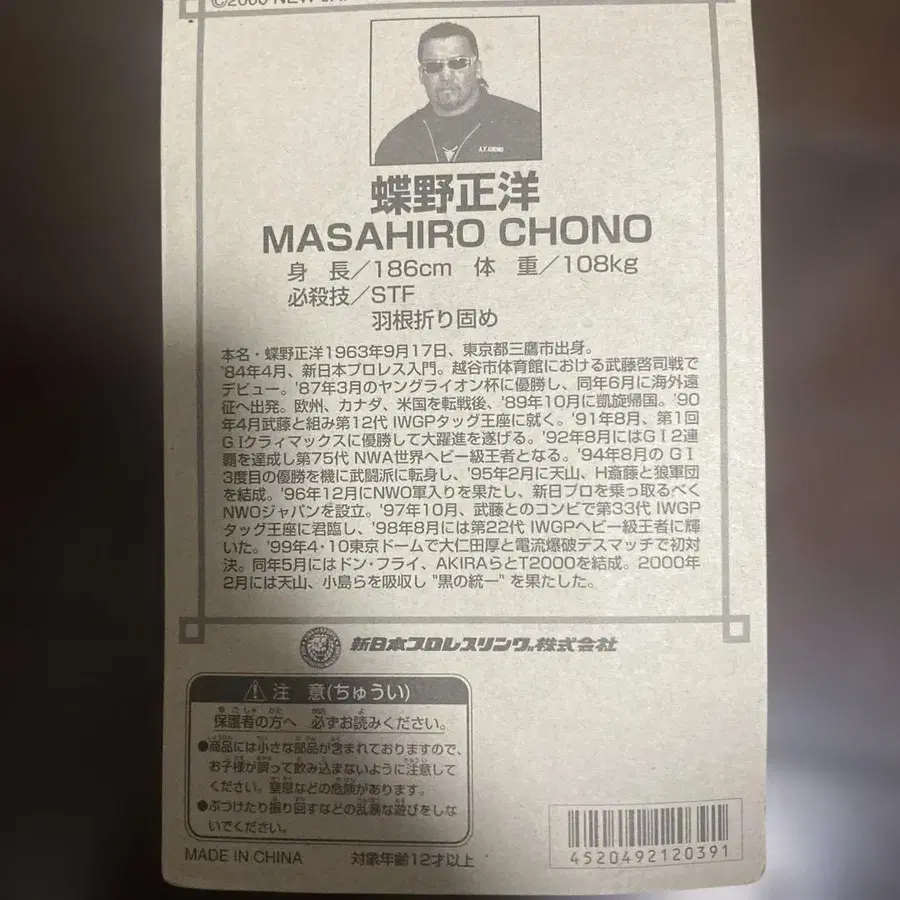 ©2000 NEW JAPA
A.T.CHONO
蝶野正洋
MASAHIRO CHONO
身 長/186cm 体 重/108kg
必殺技/STF
羽根折り固め
本名・蝶野正洋1963年9月17日、東京都三鷹市出身。
'84年4月、新日本プロレス入門。越谷市体育館における武藤啓司戦で
デビュー。'87年3月のヤングライオン杯に優勝し、同年6月に海外遠
征へ出発。欧州、カナダ、米国を転戦後、'89年10月に凱旋帰国。'90
年4月武藤と組み第12代 IWGPタッグ王座に就く。'91年8月、第1回
GIクライマックスに優勝して大躍進を遂げる。'92年8月にはGI2連
覇を達成し第75代 NWA世界ヘビー級王者となる。'94年8月のGI
3度目の優勝を機に武闘派に転身し、'95年2月に天山、H斎藤と狼軍団
を結成。'96年12月にNWO軍入りを果たし、新日プロを乗っ取るべく
NWOジャパンを設立。'97年10月、武藤とのコンビで第33代 IWGP
タッグ王座に君臨し、'98年8月には第22代 IWGPヘビー級王者に輝
いた。'99年4・10東京ドームで大仁田厚と電流爆破デスマッチで初対
決。同年5月にはドン・フライ、AKIRAらとT2000を結成。2000年
2月には天山、小島らを吸収し "黒の統一" を果たした。
新日本プロレスリング株式会社
注 意(ちゅうい)
保護者の方へ 必ずお読みください。
●商品には小さな部品が含まれておりますので、
お子様が誤って飲み込まないように注意して
ください。窒息などの危険があります。
●ぶつけたり振り回すなどの乱暴な遊びをしな
いでください。
MADE IN CHINA 対象年齢12才以上
4520492120391